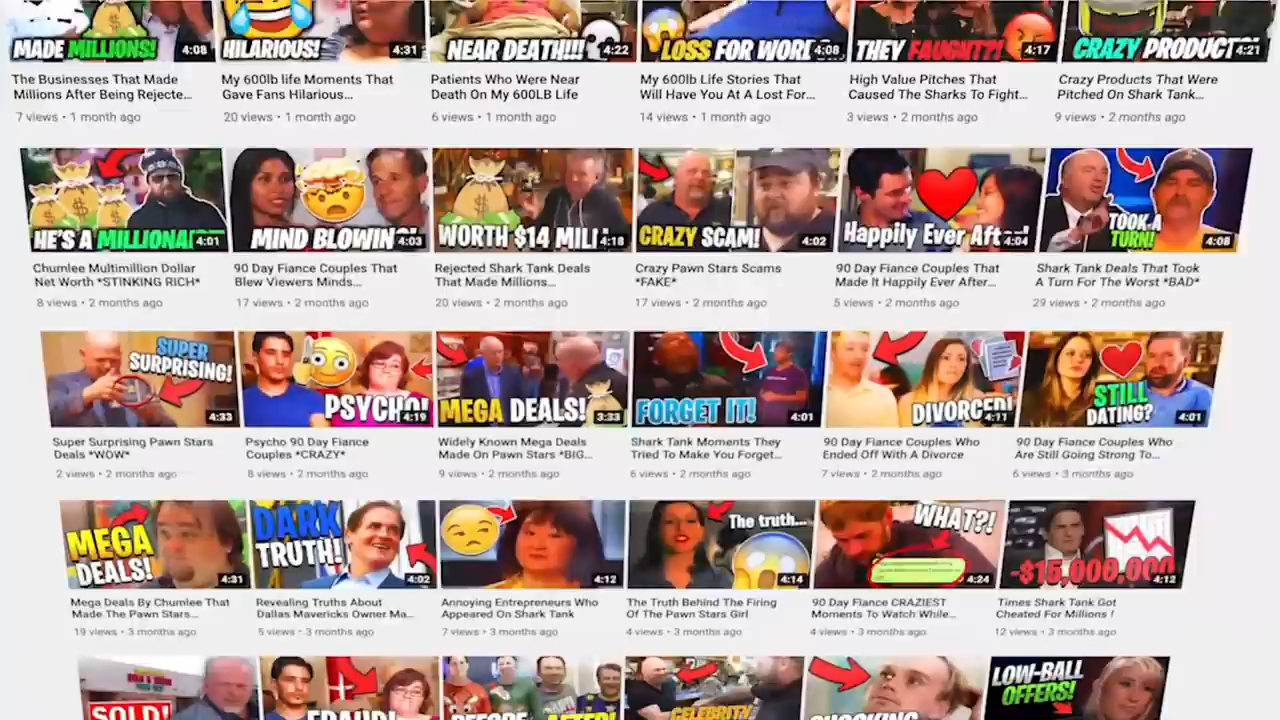 MADE MILLIONS!
4:08
HILARIOUS!
4:31
NEAR DEATH!!!
4:22
LOSS FOR WORD
4:08
THEY FAUGHT?!
4:17
CRAZY PRODUCT
4:21
The Businesses That Made
Millions After Being Rejecte...
7 views • 1 month ago
My 600lb life Moments That
Gave Fans Hilarious...
20 views • 1 month ago
Patients Who Were Near
Death On My 600LB Life
6 views • 1 month ago
My 600lb Life Stories That
Will Have You At A Lost For...
14 views • 1 month ago
High Value Pitches That
Caused The Sharks To Fight...
3 views • 2 months ago
Crazy Products That Were
Pitched On Shark Tank...
9 views • 2 months ago
HE'S A MILLIONA
4:01
MIND BLOWIN
4:03
WORTH $14 MILL
4:18
CRAZY SCAM!
4:02
Happily Ever Aft
4:04
TOOK A
TURN!
4:08
Chumlee Multimillion Dollar
Net Worth *STINKING RICH*
8 views • 2 months ago
90 Day Fiance Couples That
Blew Viewers Minds...
17 views • 2 months ago
Rejected Shark Tank Deals
That Made Millions...
20 views • 2 months ago
Crazy Pawn Stars Scams
*FAKE*
17 views • 2 months ago
90 Day Fiance Couples That
Made It Happily Ever After...
5 views • 2 months ago
Shark Tank Deals That Took
A Turn For The Worst *BAD*
29 views • 2 months ago
SUPER
SURPRISING!
4:33
PSYCHO!
4:19
MEGA DEALS!
3:33
FORGET IT!
4:01
DIVORCED!
4:11
STILL
DATING?
4:01
Super Surprising Pawn Stars
Deals *WOW*
2 views • 2 months ago
Psycho 90 Day Fiance
Couples *CRAZY*
8 views • 2 months ago
Widely Known Mega Deals
Made On Pawn Stars *BIG...
9 views • 2 months ago
Shark Tank Moments They
Tried To Make You Forget...
6 views • 2 months ago
90 Day Fiance Couples Who
Ended Off With A Divorce
7 views • 2 months ago
90 Day Fiance Couples Who
Are Still Going Strong To...
6 views • 3 months ago
MEGA
DEALS!
4:31
DARK
TRUTH!
4:02
4:12
The truth...
4:14
WHAT?!
4:24
-$15,000,000
4:12
Mega Deals By Chumlee That
Made The Pawn Stars...
19 views • 3 months ago
Revealing Truths About
Dallas Mavericks Owner Ma...
5 views • 3 months ago
Annoying Entrepreneurs Who
Appeared On Shark Tank
7 views • 3 months ago
The Truth Behind The Firing
Of The Pawn Stars Girl
4 views • 3 months ago
90 Day Fiance CRAZIEST
Moments To Watch While...
4 views • 3 months ago
Times Shark Tank Got
Cheated For Millions !
12 views • 3 months ago
SOLD!
FRAUD!
BEFORE
AFTER!
CELEBRITY
SHOCKING
LOW-BALL
OFFERS!